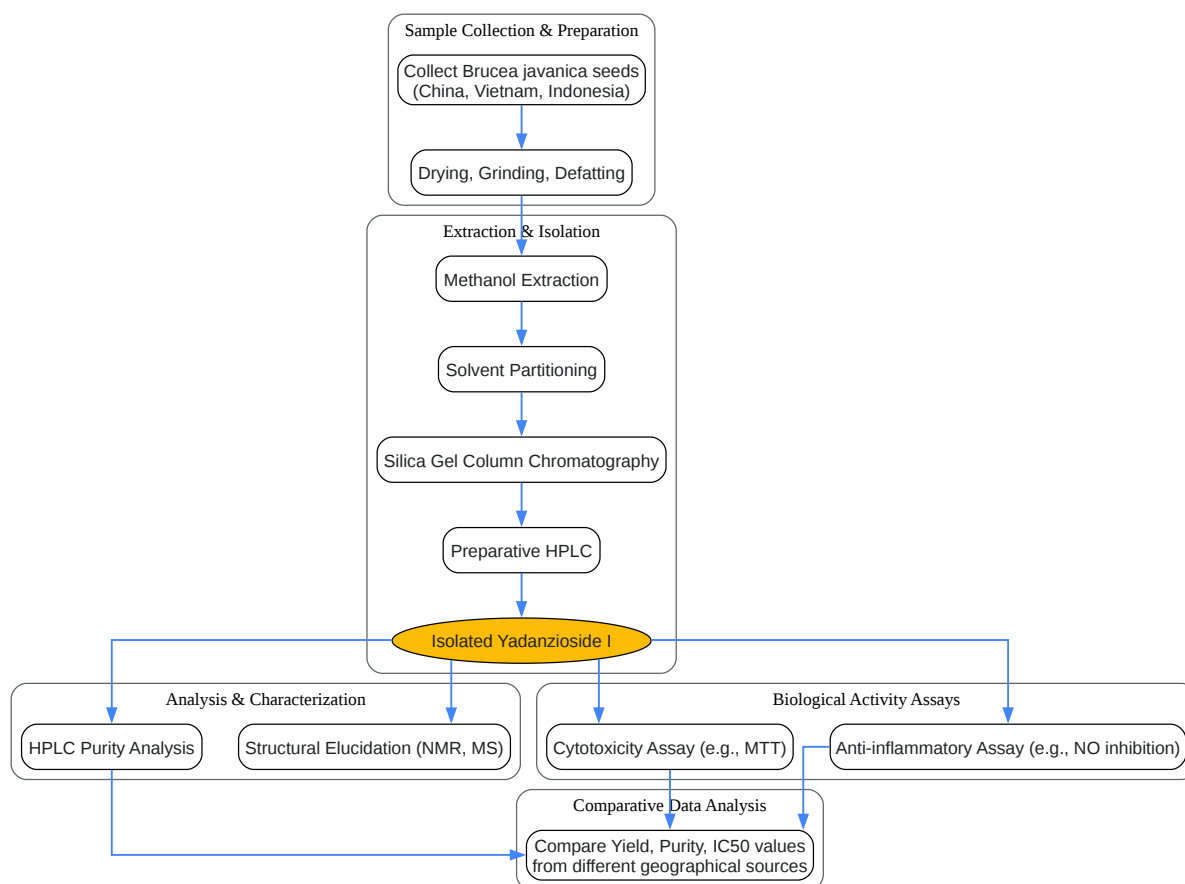 Sample Collection & Preparation
Collect Brucea javanica seeds
(China, Vietnam, Indonesia)
Drying, Grinding, Defatting
Extraction & Isolation
Methanol Extraction
Solvent Partitioning
Silica Gel Column Chromatography
Preparative HPLC
Isolated Yadanzioside I
Analysis & Characterization
HPLC Purity Analysis
Structural Elucidation (NMR, MS)
Biological Activity Assays
Cytotoxicity Assay (e.g., MTT)
Anti-inflammatory Assay (e.g., NO inhibition)
Comparative Data Analysis
Compare Yield, Purity, IC50 values
from different geographical sources